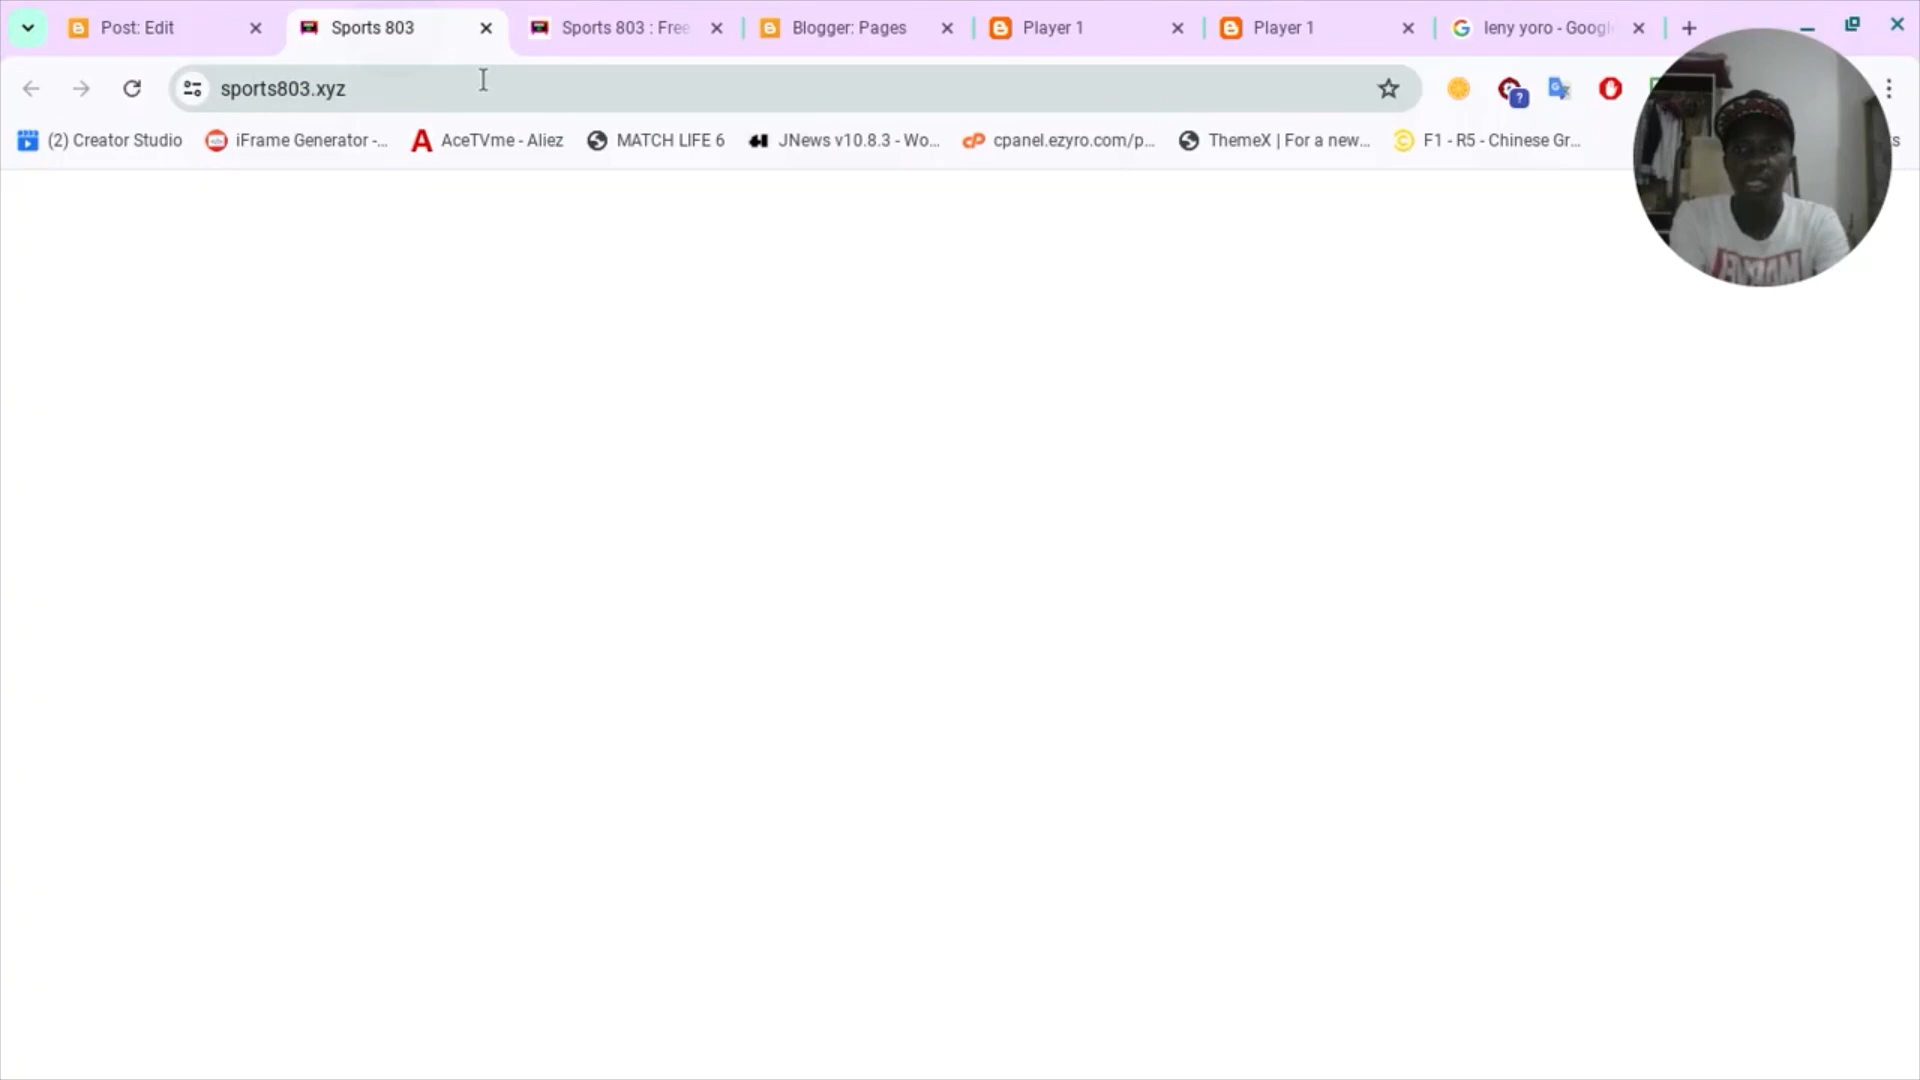 Post: Edit
Sports 803
Sports 803 : Free
Blogger: Pages
Player 1
Player 1
leny yoro - Googl
sports803.xyz
?
(2) Creator Studio
iFrame Generator -...
AceTVme - Aliez
MATCH LIFE 6
JNews v10.8.3 - Wo...
cP cpanel.ezyro.com/p...
ThemeX | For a new...
F1 - R5 - Chinese Gr...
s